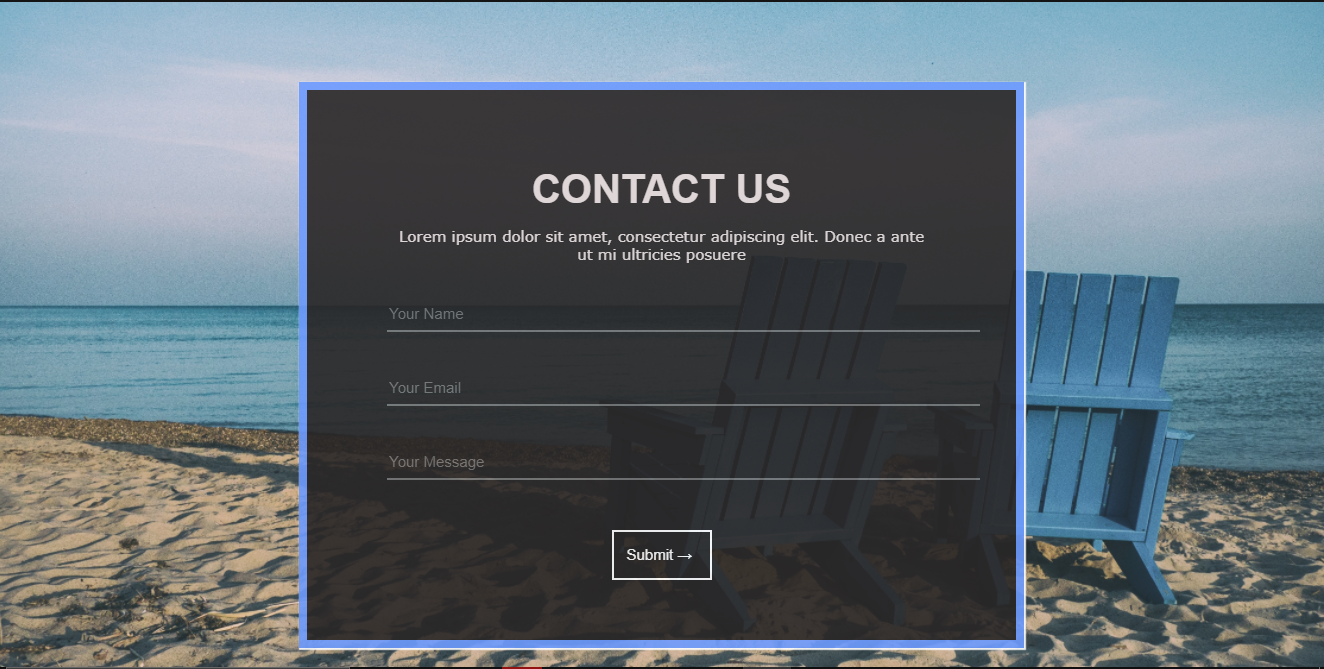 CONTACT US
Lorem ipsum dolor sit amet, consectetur adipiscing elit. Donec a ante
ut mi ultricies posuere
Your Name
Your Email
Your Message
Submit →